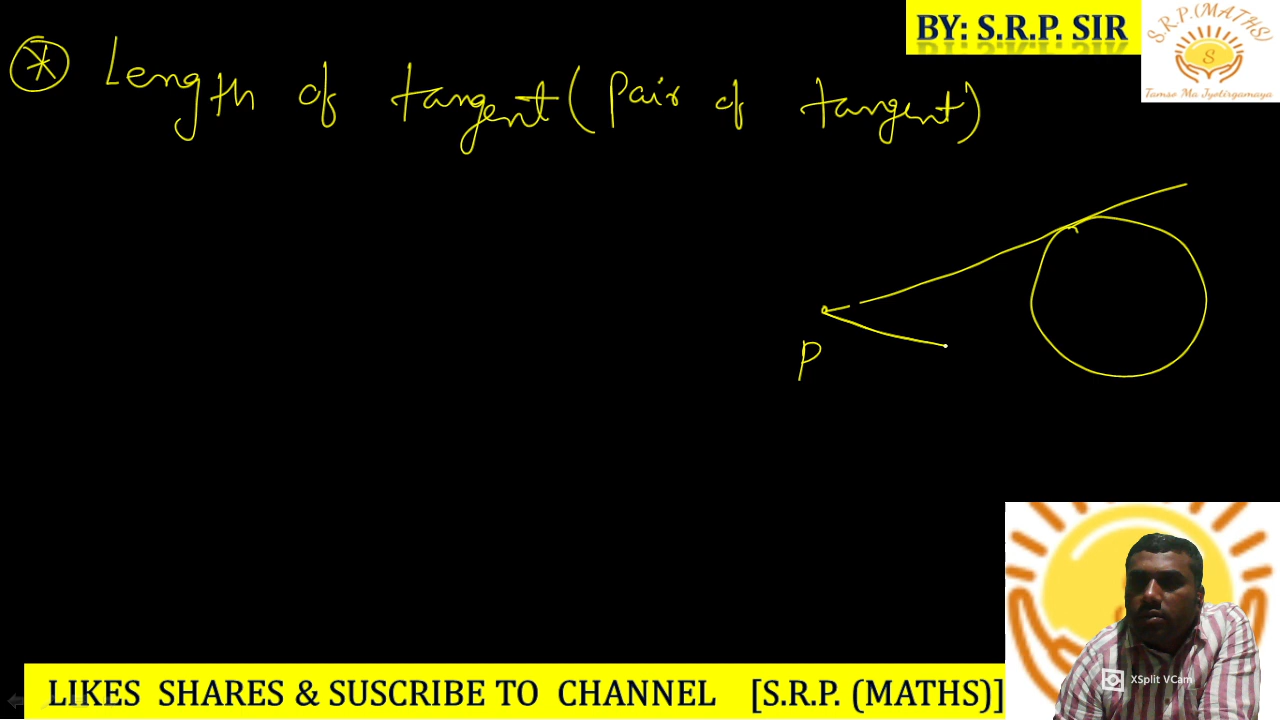 BY: S.R.P. SIR
S.R.P.(MATHS)
S
Tamso Ma Jyotirgamaya
* Length of tangent (Pair of tangent)
P
XSplit VCam
LIKES SHARES & SUSCRIBE TO CHANNEL [S.R.P. (MATHS)]